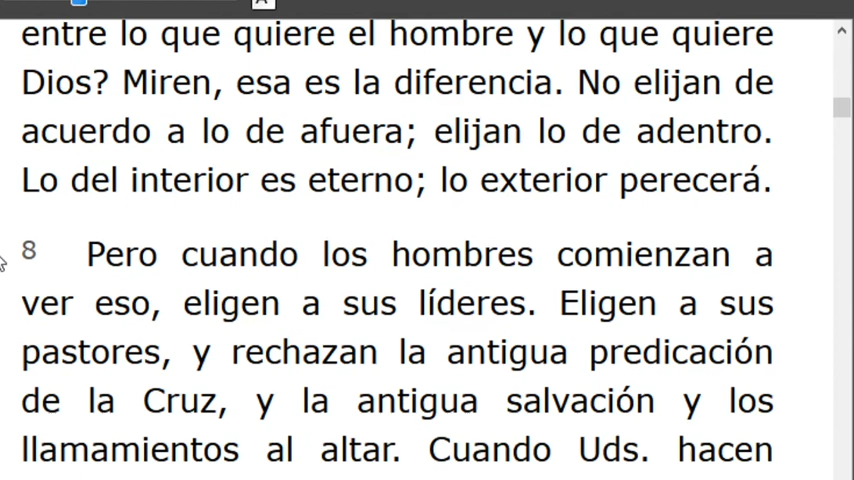 entre lo que quiere el hombre y lo que quiere
Dios? Miren, esa es la diferencia. No elijan de
acuerdo a lo de afuera; elijan lo de adentro.
Lo del interior es eterno; lo exterior perecerá.
8 Pero cuando los hombres comienzan a
ver eso, eligen a sus líderes. Eligen a sus
pastores, y rechazan la antigua predicación
de la Cruz, y la antigua salvación y los
llamamientos al altar. Cuando Uds. hacen